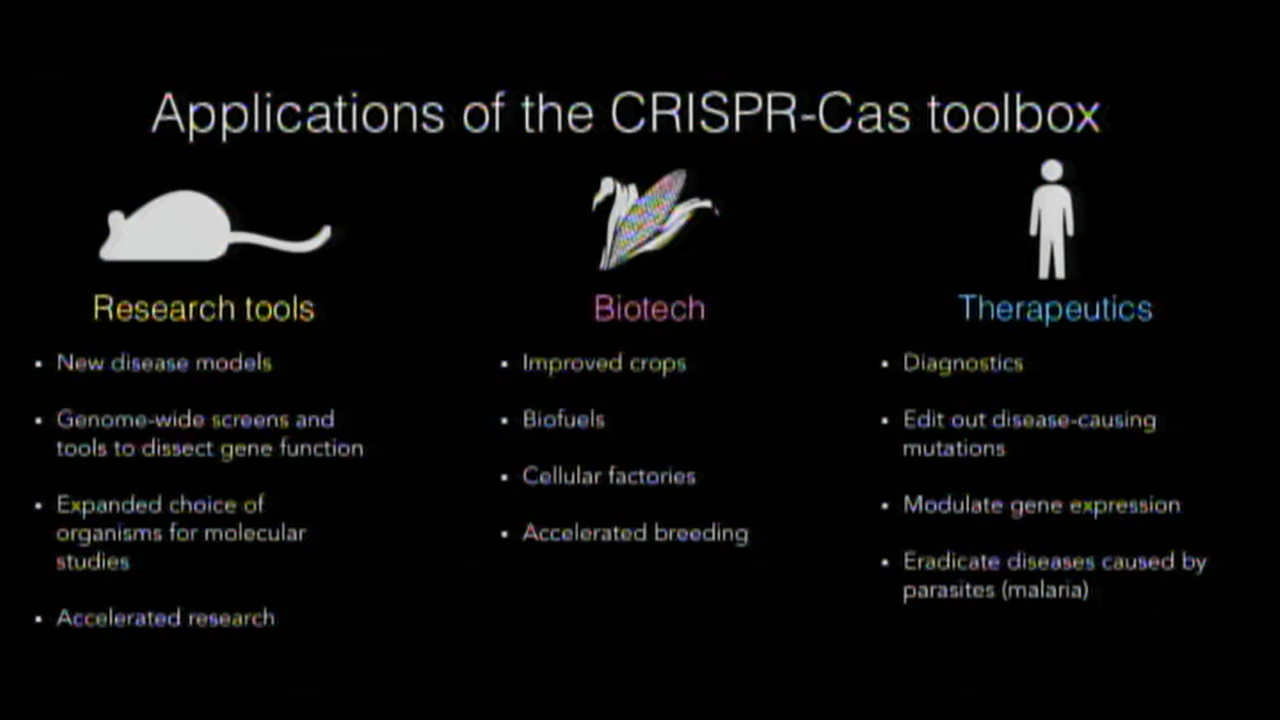 Applications of the CRISPR-Cas toolbox
Research tools
▪ New disease models
▪ Genome-wide screens and
tools to dissect gene function
▪ Expanded choice of
organisms for molecular
studies
▪ Accelerated research
Biotech
▪ Improved crops
▪ Biofuels
▪ Cellular factories
▪ Accelerated breeding
Therapeutics
▪ Diagnostics
▪ Edit out disease-causing
mutations
▪ Modulate gene expression
▪ Eradicate diseases caused by
parasites (malaria)